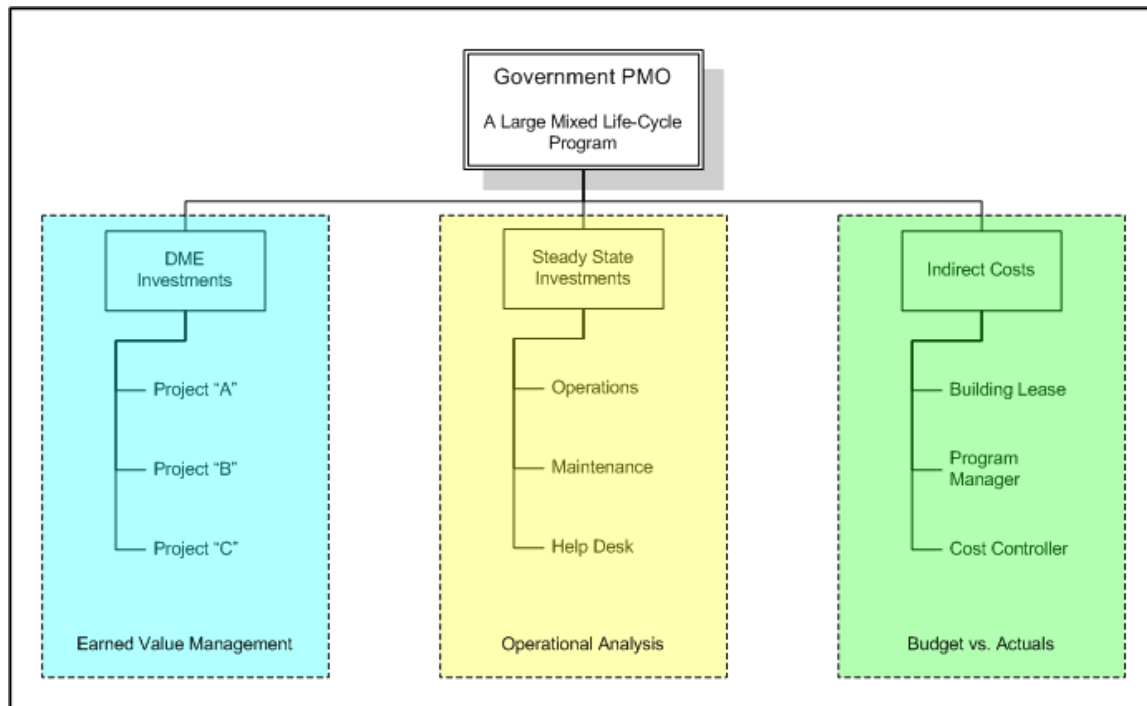 Government PMO
A Large Mixed Life-Cycle
Program
DME
Investments
Project “A”
Project “B”
Project “C”
Earned Value Management
Steady State
Investments
Operations
Maintenance
Help Desk
Operational Analysis
Indirect Costs
Building Lease
Program
Manager
Cost Controller
Budget vs. Actuals